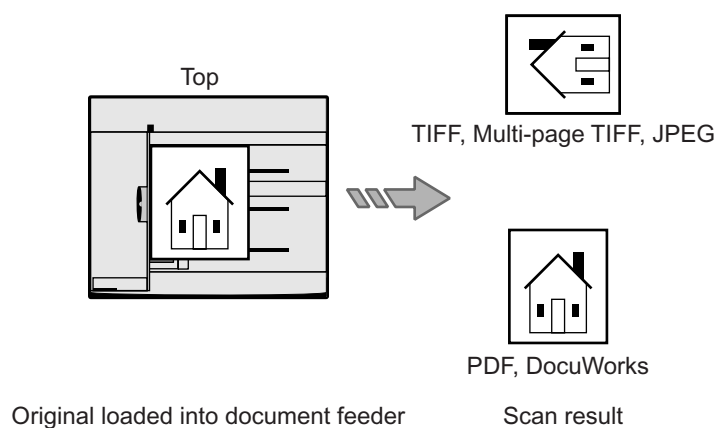 Top
TIFF, Multi-page TIFF, JPEG
PDF, DocuWorks
Original loaded into document feeder
Scan result